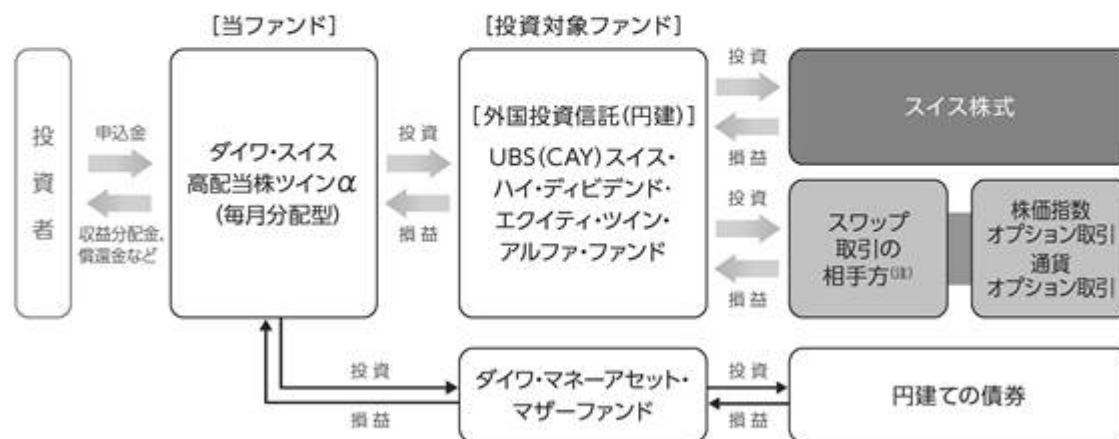 [当ファンド]
[投資対象ファンド]
投資者
申込金
収益分配金、
償還金など
ダイワ・スイス
高配当株ツインα
(毎月分配型)
投資
損益
[外国投資信託(円建)]
UBS(CAY)スイス・
ハイ・ディビデンド・
エクイティ・ツイン・
アルファ・ファンド
投資
損益
スイス株式
投資
損益
スワップ
取引の
相手方(注)
株価指数
オプション取引
通貨
オプション取引
投資
損益
ダイワ・マネーアセット・
マザーファンド
投資
損益
円建ての債券